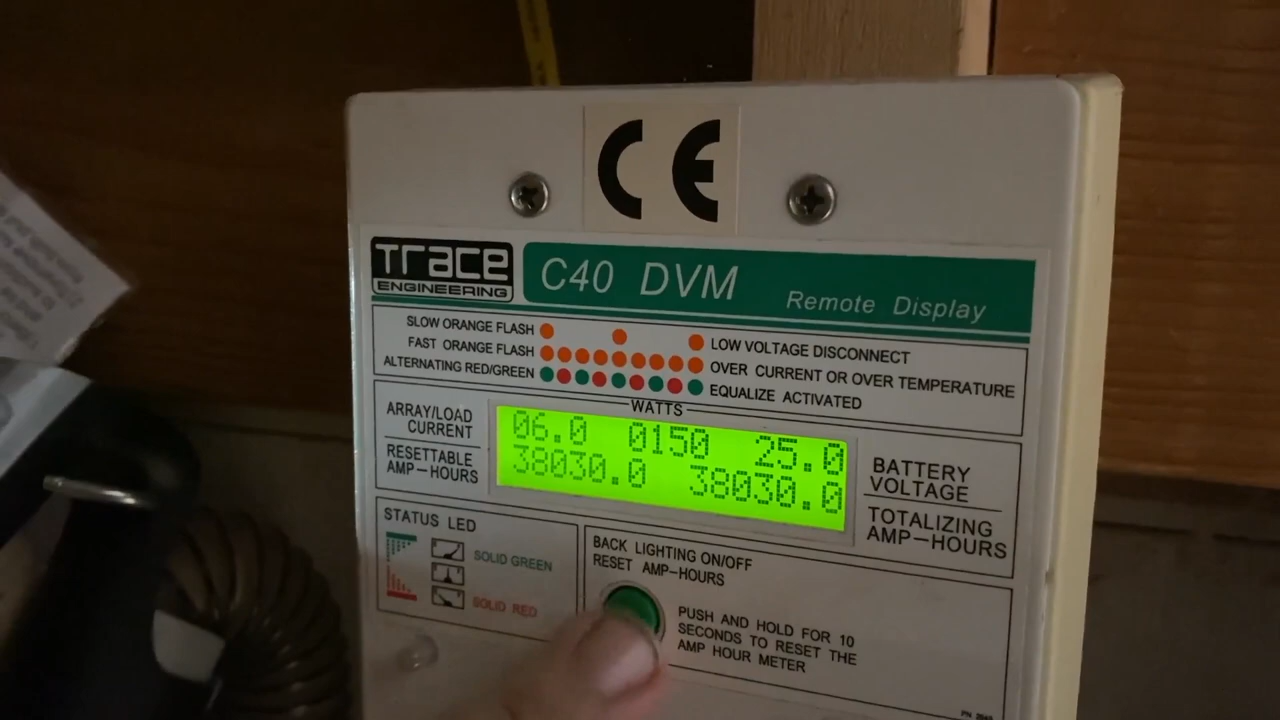 CE
TRACE
ENGINEERING
C40 DVM
Remote Display
SLOW ORANGE FLASH
LOW VOLTAGE DISCONNECT
FAST ORANGE FLASH
OVER CURRENT OR OVER TEMPERATURE
ALTERNATING RED/GREEN
EQUALIZE ACTIVATED
WATTS
ARRAY/LOAD
CURRENT
06.0 0150 25.0
BATTERY
VOLTAGE
RESETTABLE
AMP-HOURS
38030.0 38030.0
TOTALIZING
AMP-HOURS
STATUS LED
SOLID GREEN
SOLID RED
BACK LIGHTING ON/OFF
RESET AMP-HOURS
PUSH AND HOLD FOR 10
SECONDS TO RESET THE
AMP HOUR METER